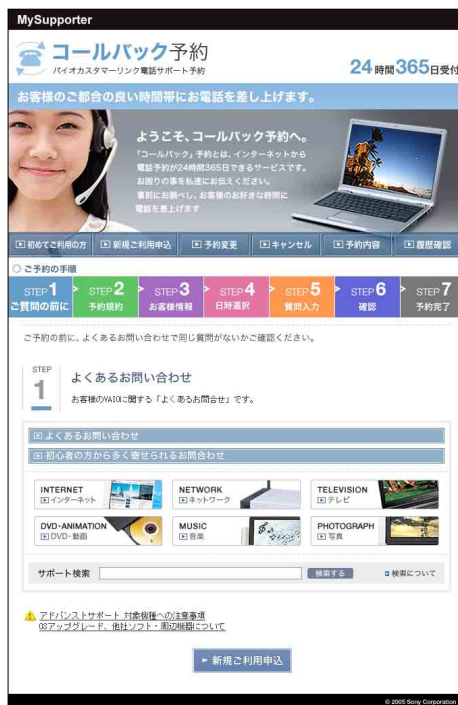 MySupporter
コールバック予約
バイオカスタマーリンク電話サポート予約
24時間365日受付
お客様のご都合の良い時間帯にお電話を差し上げます。
ようこそ、コールバック予約へ。
「コールバック」予約とは、インターネットから
電話予約が24時間365日できるサービスです。
お困りの事を私達にお伝えください。
事前にお調べし、お客様のお好きな時間に
電話を差上げます
初めてご利用の方 新規ご利用申込 予約変更 キャンセル 予約内容 履歴確認
ご予約の手順
STEP1 STEP2 STEP3 STEP4 STEP5 STEP6 STEP7
ご質問の前に 予約規約 お客様情報 日時選択 質問入力 確認 予約完了
ご予約の前に、よくあるお問い合わせで同じ質問がないかご確認ください。
STEP
1
よくあるお問い合わせ
お客様のVAIOに関する「よくあるお問合せ」です。
よくあるお問い合わせ
初心者の方から多く寄せられるお問合わせ
INTERNET NETWORK TELEVISION
インターネット ネットワーク テレビ
DVD・ANIMATION MUSIC PHOTOGRAPH
DVD・動画 音楽 写真
サポート検索 検索する 検索について
アドバンストサポート 対象機種への注意事項
OSアップグレード、他社ソフト・周辺機器について
新規ご利用申込
© 2005 Sony Corporation